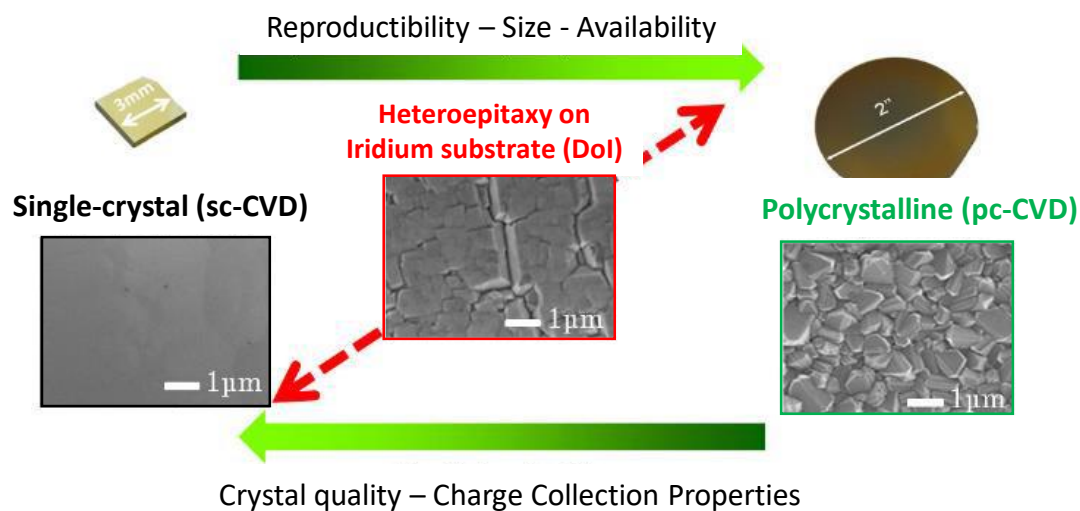 Reproductibility – Size - Availability
3mm
Heteroepitaxy on
Iridium substrate (DoI)
2"
Single-crystal (sc-CVD)
Polycrystalline (pc-CVD)
1µm
1µm
1µm
Crystal quality – Charge Collection Properties